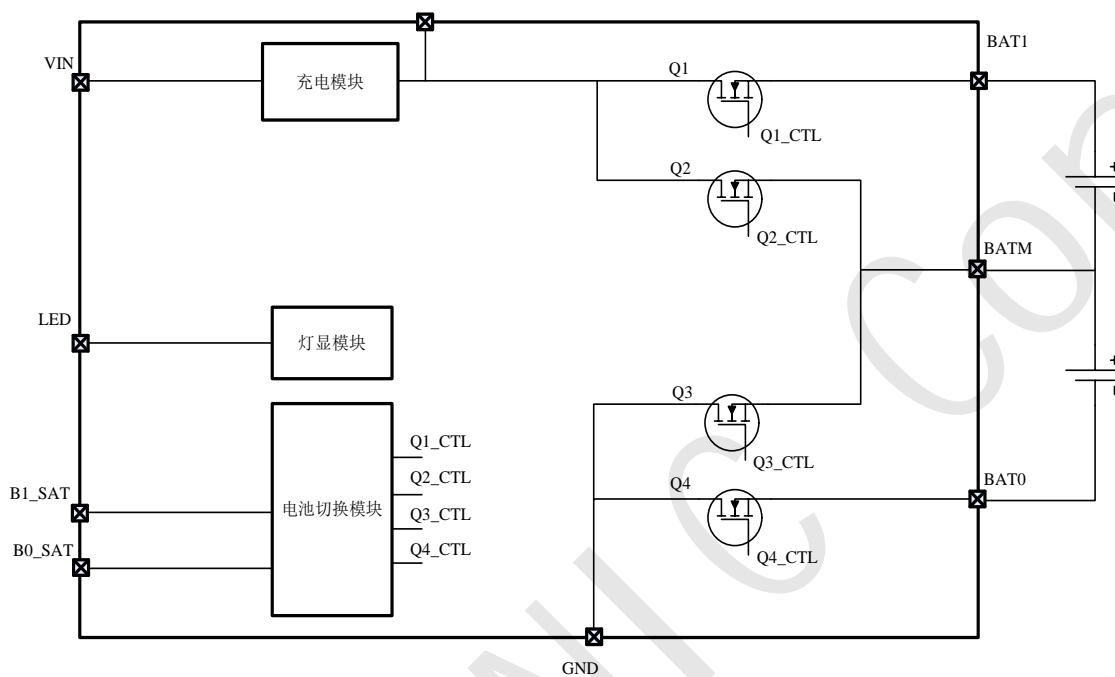 BAT1
VIN
充电模块
Q1
Q1_CTL
Q2
Q2_CTL
BATM
LED
灯显模块
Q3
Q3_CTL
Q1_CTL
Q2_CTL
Q3_CTL
Q4_CTL
电池切换模块
B1_SAT
B0_SAT
Q4
Q4_CTL
BAT0
GND